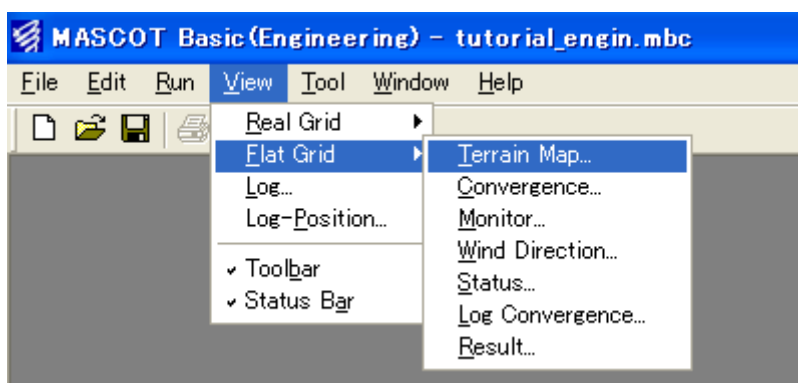 MASCOT Basic(Engineering) - tutorial_engin.mbc
File Edit Run View Tool Window Help
Real Grid
Flat Grid
Log...
Log-Position...
Toolbar
Status Bar
Terrain Map...
Convergence...
Monitor...
Wind Direction...
Status...
Log Convergence...
Result...